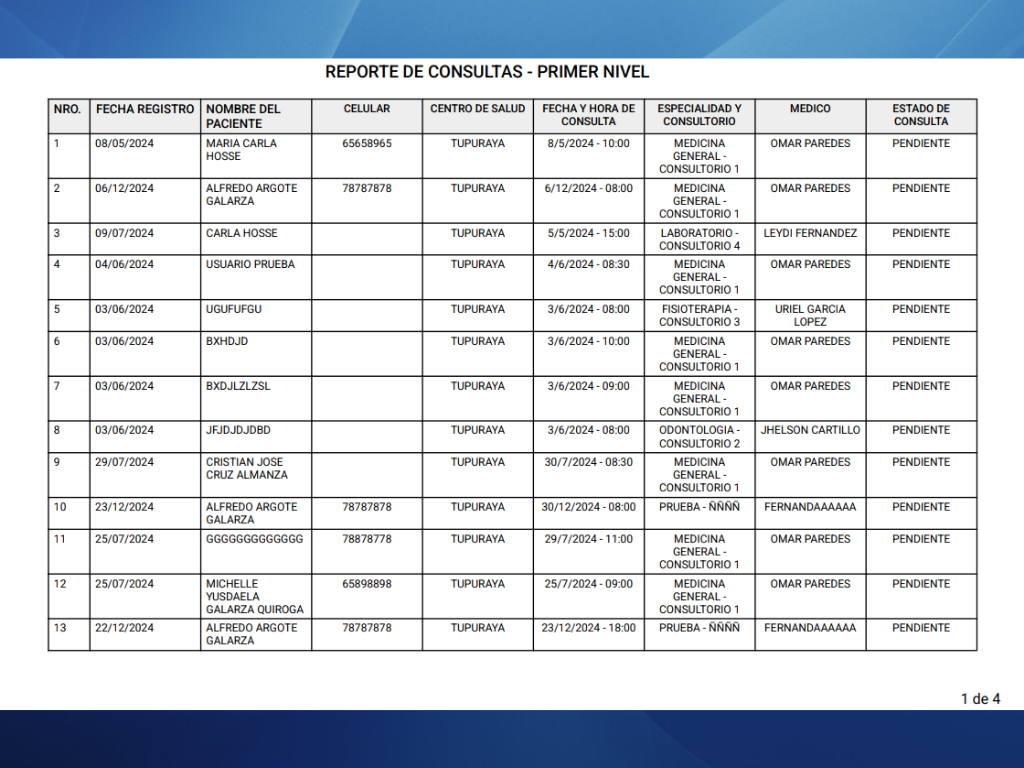 REPORTE DE CONSULTAS - PRIMER NIVEL
NRO. FECHA REGISTRO NOMBRE DEL PACIENTE CELULAR CENTRO DE SALUD FECHA Y HORA DE CONSULTA ESPECIALIDAD Y CONSULTORIO MEDICO ESTADO DE CONSULTA
1 08/05/2024 MARIA CARLA HOSSE 65658965 TUPURAYA 8/5/2024 - 10:00 MEDICINA GENERAL - CONSULTORIO 1 OMAR PAREDES PENDIENTE
2 06/12/2024 ALFREDO ARGOTE GALARZA 78787878 TUPURAYA 6/12/2024 - 08:00 MEDICINA GENERAL - CONSULTORIO 1 OMAR PAREDES PENDIENTE
3 09/07/2024 CARLA HOSSE TUPURAYA 5/5/2024 - 15:00 LABORATORIO - CONSULTORIO 4 LEYDI FERNANDEZ PENDIENTE
4 04/06/2024 USUARIO PRUEBA TUPURAYA 4/6/2024 - 08:30 MEDICINA GENERAL - CONSULTORIO 1 OMAR PAREDES PENDIENTE
5 03/06/2024 UGUFUFGU TUPURAYA 3/6/2024 - 08:00 FISIOTERAPIA - CONSULTORIO 3 URIEL GARCIA LOPEZ PENDIENTE
6 03/06/2024 BXHDJD TUPURAYA 3/6/2024 - 10:00 MEDICINA GENERAL - CONSULTORIO 1 OMAR PAREDES PENDIENTE
7 03/06/2024 BXDJLZLZSL TUPURAYA 3/6/2024 - 09:00 MEDICINA GENERAL - CONSULTORIO 1 OMAR PAREDES PENDIENTE
8 03/06/2024 JFJDJDJDBD TUPURAYA 3/6/2024 - 08:00 ODONTOLOGIA - CONSULTORIO 2 JHELSON CARTILLO PENDIENTE
9 29/07/2024 CRISTIAN JOSE CRUZ ALMANZA TUPURAYA 30/7/2024 - 08:30 MEDICINA GENERAL - CONSULTORIO 1 OMAR PAREDES PENDIENTE
10 23/12/2024 ALFREDO ARGOTE GALARZA 78787878 TUPURAYA 30/12/2024 - 08:00 PRUEBA - ÑÑÑÑ FERNANDAAAAAA PENDIENTE
11 25/07/2024 GGGGGGGGGGGGG 78878778 TUPURAYA 29/7/2024 - 11:00 MEDICINA GENERAL - CONSULTORIO 1 OMAR PAREDES PENDIENTE
12 25/07/2024 MICHELLE YUSDAELA GALARZA QUIROGA 65898898 TUPURAYA 25/7/2024 - 09:00 MEDICINA GENERAL - CONSULTORIO 1 OMAR PAREDES PENDIENTE
13 22/12/2024 ALFREDO ARGOTE GALARZA 78787878 TUPURAYA 23/12/2024 - 18:00 PRUEBA - ÑÑÑÑ FERNANDAAAAAA PENDIENTE
1 de 4